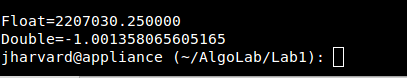 Float=2207030.250000
Double=-1.001358065605165
jharvard@appliance (~/AlgoLab/Lab1):